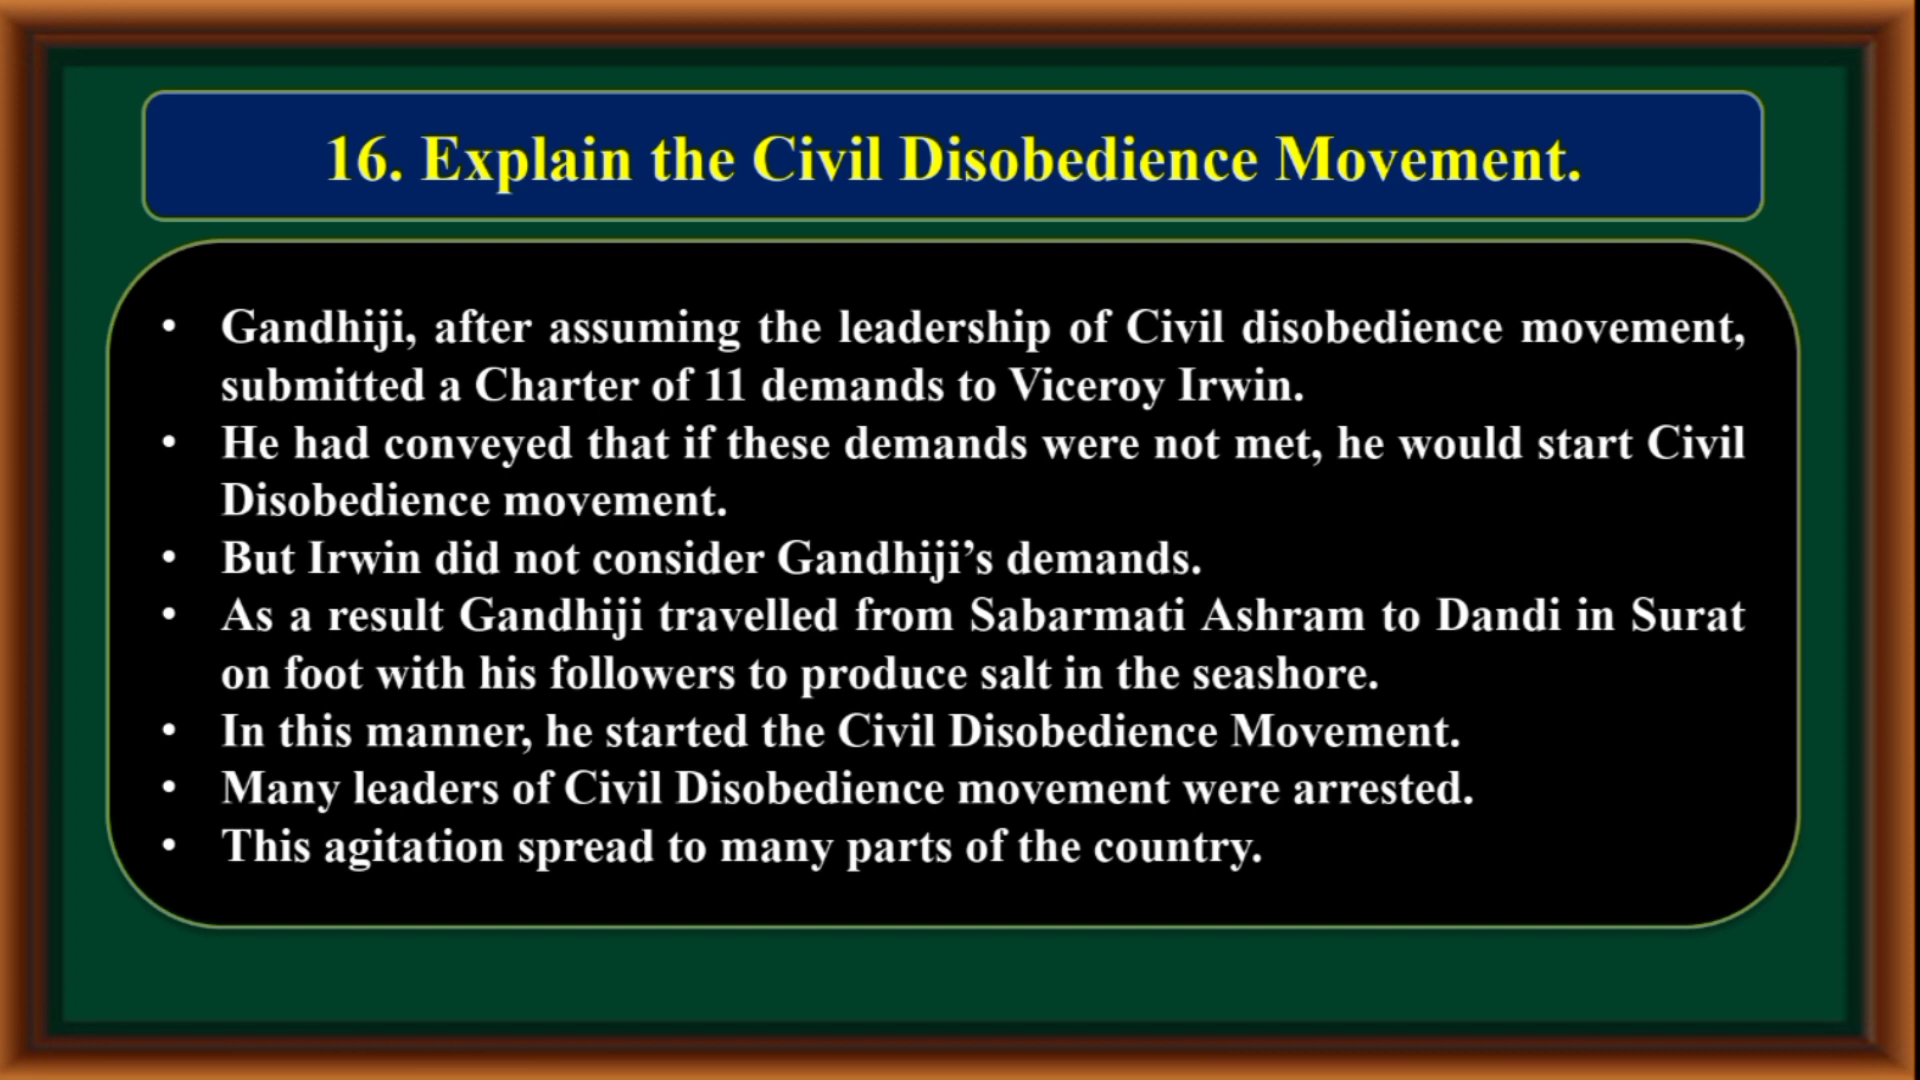 16. Explain the Civil Disobedience Movement.
• Gandhiji, after assuming the leadership of Civil disobedience movement,
submitted a Charter of 11 demands to Viceroy Irwin.
• He had conveyed that if these demands were not met, he would start Civil
Disobedience movement.
• But Irwin did not consider Gandhiji’s demands.
• As a result Gandhiji travelled from Sabarmati Ashram to Dandi in Surat
on foot with his followers to produce salt in the seashore.
• In this manner, he started the Civil Disobedience Movement.
• Many leaders of Civil Disobedience movement were arrested.
• This agitation spread to many parts of the country.